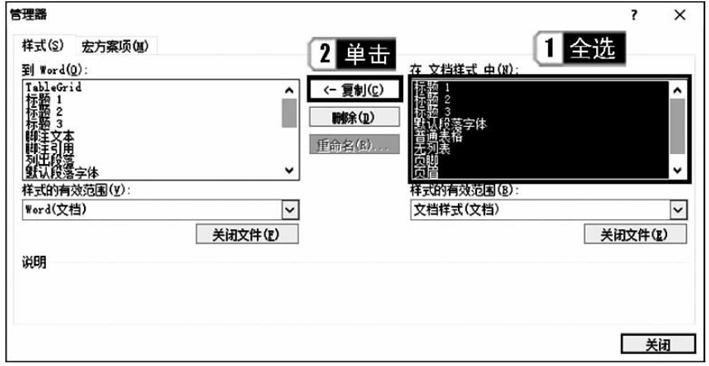 管理器
? ×
样式(S) 宏方案项(M)
2 单击
1 全选
到 Word(O):
在 文档样式 中(N):
TableGrid
标题 1
标题 2
标题 3
脚注文本
脚注引用
列出段落
默认段落字体
<- 复制(C)
删除(D)
重命名(R)...
标题 1
标题 2
标题 3
默认段落字体
普通表格
无列表
页脚
页眉
样式的有效范围(V):
样式的有效范围(B):
Word(文档)
文档样式(文档)
关闭文件(F)
关闭文件(E)
说明
关闭